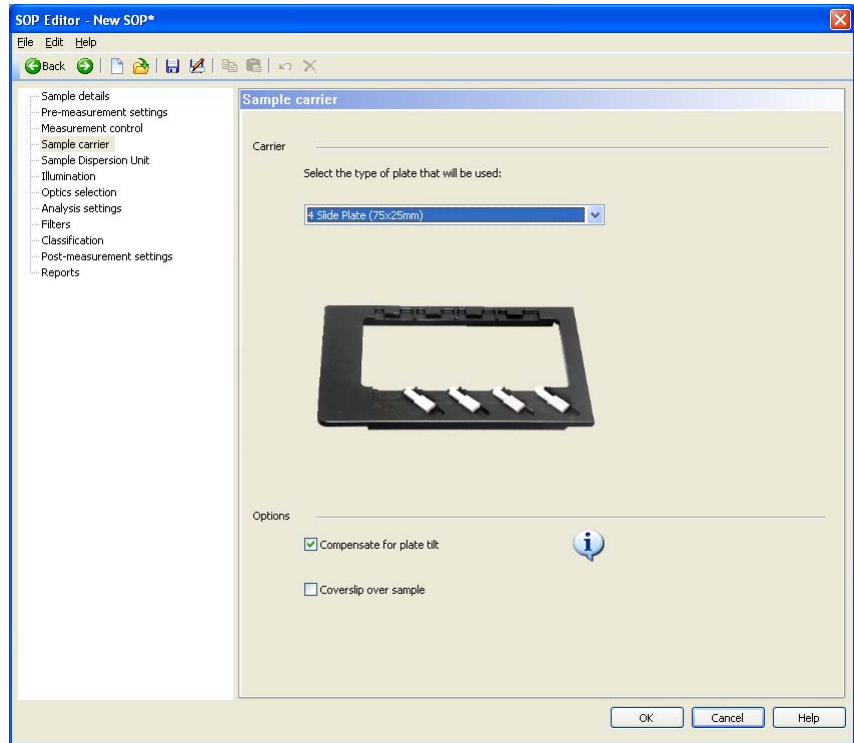 SOP Editor - New SOP*
File Edit Help
Back
Sample details
Pre-measurement settings
Measurement control
Sample carrier
Sample Dispersion Unit
Illumination
Optics selection
Analysis settings
Filters
Classification
Post-measurement settings
Reports
Sample carrier
Carrier
Select the type of plate that will be used:
4 Slide Plate (75x25mm)
Options
Compensate for plate tilt
Coverslip over sample
OK Cancel Help